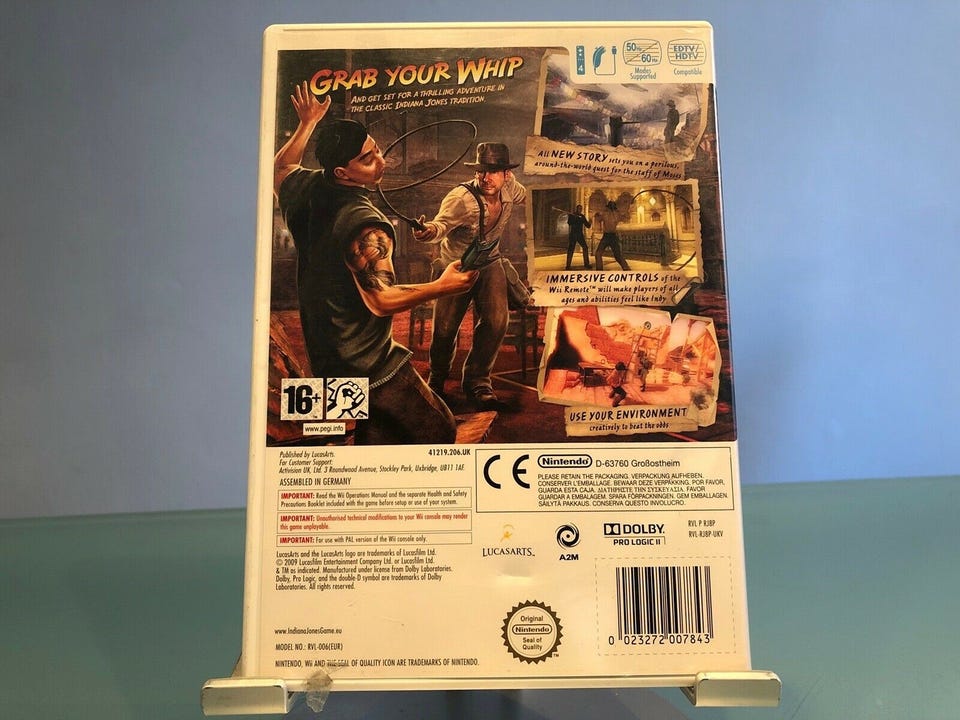 GRAB YOUR WHIP
AND GET SET FOR A THRILLING ADVENTURE IN
THE CLASSIC INDIANA JONES TRADITION.
4
50Hz
60Hz
Modes
Supported
EDTV/
HDTV
Compatible
All NEW STORY sets you on a perilous,
around-the-world quest for the staff of Moses
IMMERSIVE CONTROLS of the
Wii Remote™ will make players of all
ages and abilities feel like Indy
USE YOUR ENVIRONMENT
creatively to beat the odds
16+
www.pegi.info
Published by LucasArts.
41219.206.UK
For Customer Support:
Activision UK, Ltd. 3 Roundwood Avenue, Stockley Park, Uxbridge, UB11 1AF.
ASSEMBLED IN GERMANY
IMPORTANT: Read the Wii Operations Manual and the separate Health and Safety
Precautions Booklet included with the game before setup or use of your system.
IMPORTANT: Unauthorised technical modifications to your Wii console may render
this game unplayable.
IMPORTANT: For use with PAL version of the Wii console only.
LucasArts and the LucasArts logo are trademarks of Lucasfilm Ltd.
© 2009 Lucasfilm Entertainment Company Ltd. or Lucasfilm Ltd.
& TM as indicated. Manufactured under license from Dolby Laboratories.
Dolby, Pro Logic, and the double-D symbol are trademarks of Dolby
Laboratories. All rights reserved.
www.IndianaJonesGame.eu
MODEL NO.: RVL-006(EUR)
NINTENDO, Wii AND THE SEAL OF QUALITY ICON ARE TRADEMARKS OF NINTENDO.
CE
Nintendo D-63760 Großostheim
PLEASE RETAIN THE PACKAGING. VERPACKUNG AUFHEBEN.
CONSERVER L'EMBALLAGE. BEWAAR DEZE VERPAKKING. POR FAVOR,
GUARDA ESTA CAJA. ΔΙΑΤΗΡΗΣΤΕ ΤΗΝ ΣΥΣΚΕΥΑΣΙΑ. FAVOR
GUARDAR A EMBALAGEM. SPARA FÖRPACKNINGEN. GEM EMBALLAGEN
SÄILYTÄ PAKKAUS. CONSERVA QUESTO INVOLUCRO.
LUCASARTS™
A2M
DOLBY
PRO LOGIC II
RVL P RJ8P
RVL-RJ8P-UKV
Original
Nintendo
Seal of
Quality
TM
0 023272 007843